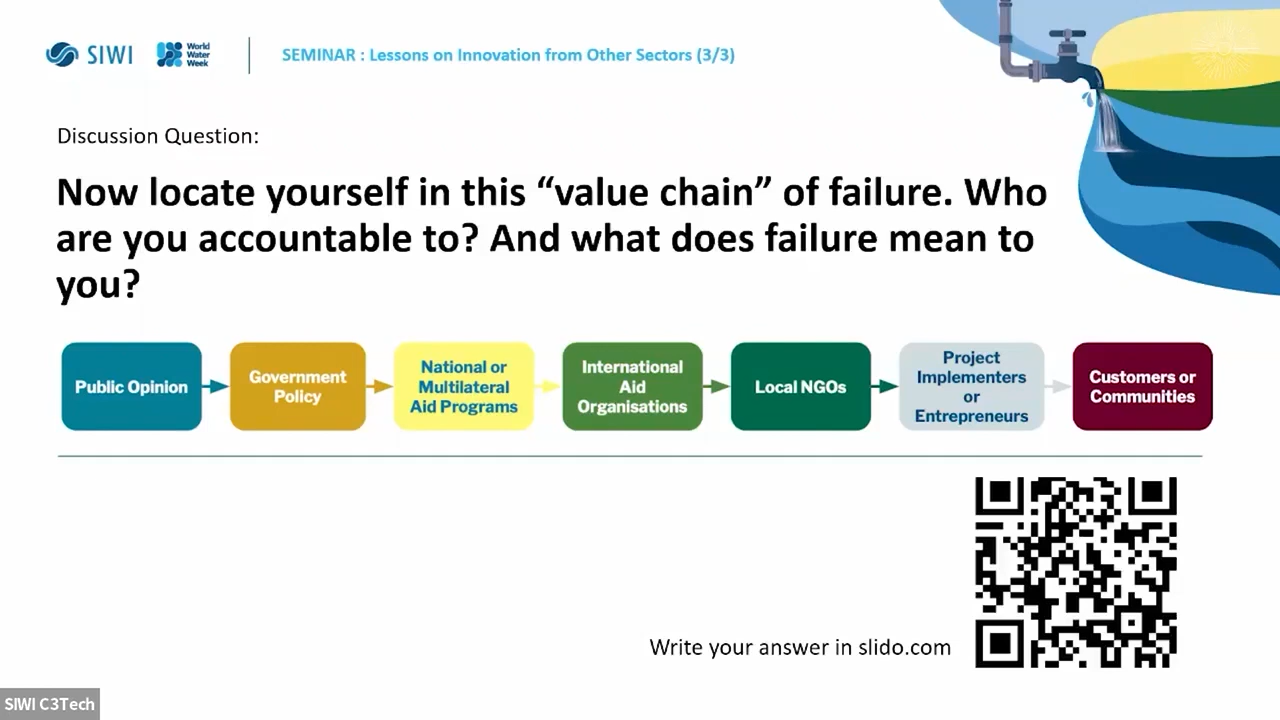 SIWI
World
Water
Week
SEMINAR : Lessons on Innovation from Other Sectors (3/3)
Discussion Question:
Now locate yourself in this “value chain” of failure. Who
are you accountable to? And what does failure mean to
you?
Public Opinion
Government
Policy
National or
Multilateral
Aid Programs
International
Aid
Organisations
Local NGOs
Project
Implementers
or
Entrepreneurs
Customers or
Communities
Write your answer in slido.com
SIWI C3Tech